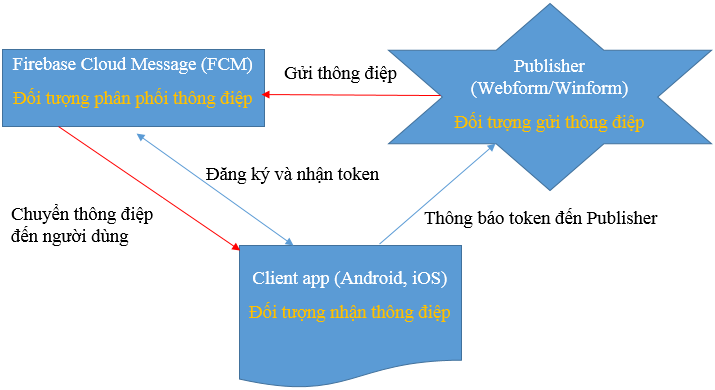 Firebase Cloud Message (FCM)
Đối tượng phân phối thông điệp
Gửi thông điệp
Publisher
(Webform/Winform)
Đối tượng gửi thông điệp
Đăng ký và nhận token
Chuyển thông điệp
đến người dùng
Thông báo token đến Publisher
Client app (Android, iOS)
Đối tượng nhận thông điệp